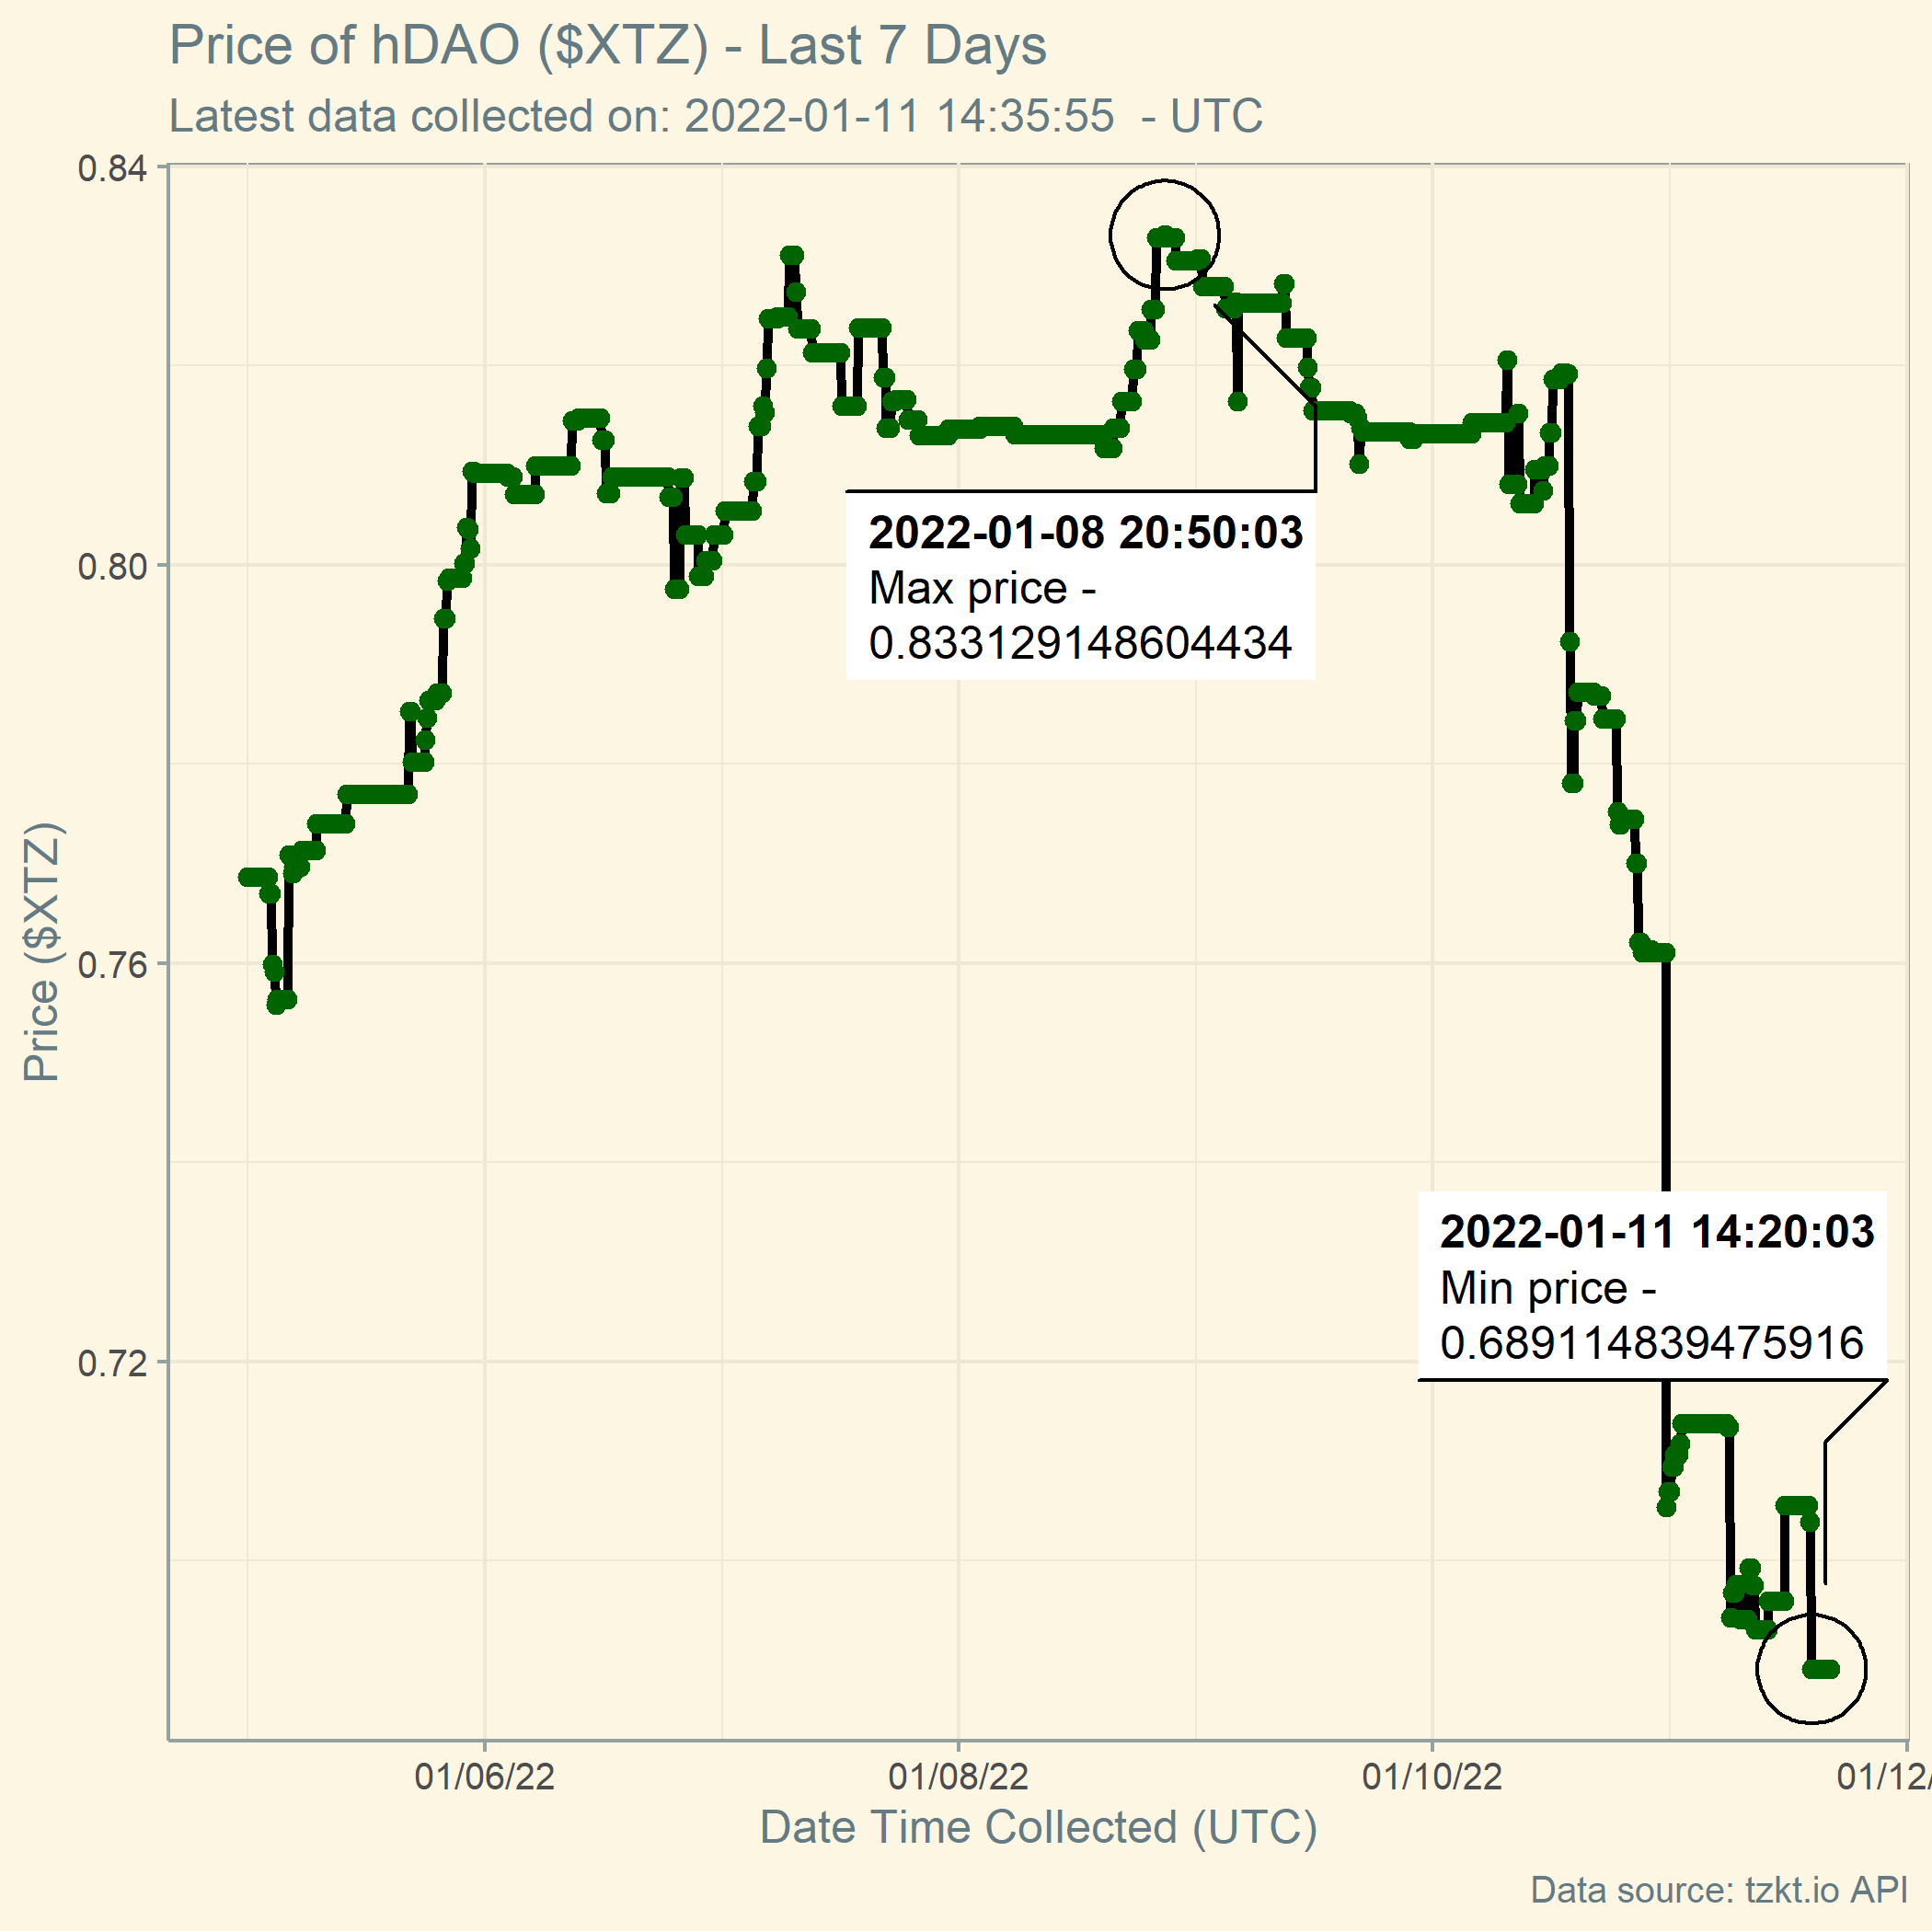 Price of hDAO ($XTZ) - Last 7 Days
Latest data collected on: 2022-01-11 14:35:55  - UTC
0.84
0.80
0.76
0.72
Price ($XTZ)
2022-01-08 20:50:03
Max price -
0.833129148604434
2022-01-11 14:20:03
Min price -
0.689114839475916
01/06/22
01/08/22
01/10/22
01/12/
Date Time Collected (UTC)
Data source: tzkt.io API